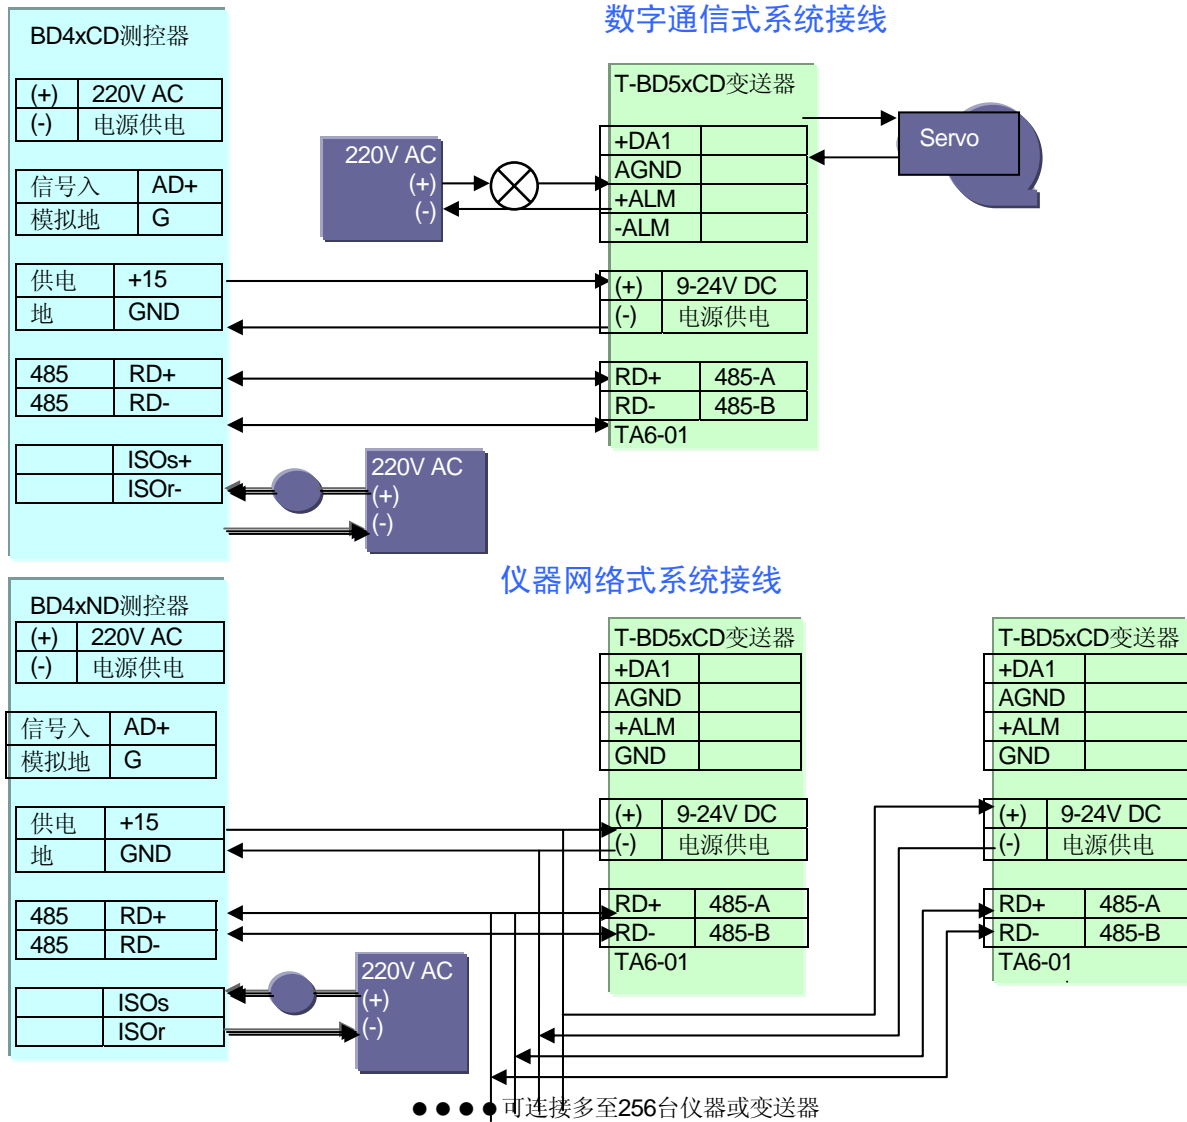 数字通信式系统接线
BD4xCD测控器
(+) 220V AC
(-) 电源供电
信号入 AD+
模拟地 G
供电 +15
地 GND
485 RD+
485 RD-
ISOs+
ISOr-
220V AC
(+)
(-)
T-BD5xCD变送器
+DA1
AGND
+ALM
-ALM
(+) 9-24V DC
(-) 电源供电
RD+ 485-A
RD- 485-B
TA6-01
Servo
220V AC
(+)
(-)
仪器网络式系统接线
BD4xND测控器
(+) 220V AC
(-) 电源供电
信号入 AD+
模拟地 G
供电 +15
地 GND
485 RD+
485 RD-
ISOs
ISOr
220V AC
(+)
(-)
T-BD5xCD变送器
+DA1
AGND
+ALM
GND
(+) 9-24V DC
(-) 电源供电
RD+ 485-A
RD- 485-B
TA6-01
T-BD5xCD变送器
+DA1
AGND
+ALM
GND
(+) 9-24V DC
(-) 电源供电
RD+ 485-A
RD- 485-B
TA6-01
●●●●可连接多至256台仪器或变送器